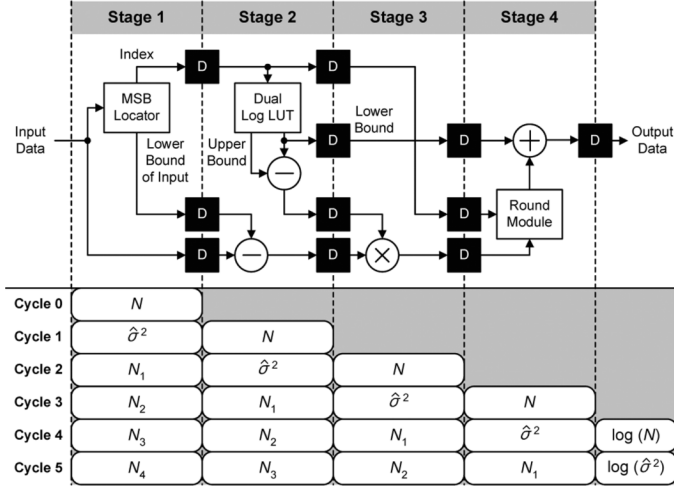 Stage 1 Stage 2 Stage 3 Stage 4
Index
D D
MSB
Locator
Dual
Log LUT
Lower
Bound
Input
Data
Lower
Bound
of Input
Upper
Bound
D D + D
Output
Data
−
Round
Module
D D D
D − D × D
Cycle 0 N
Cycle 1 σ̂² N
Cycle 2 N₁ σ̂² N
Cycle 3 N₂ N₁ σ̂² N
Cycle 4 N₃ N₂ N₁ σ̂² log (N)
Cycle 5 N₄ N₃ N₂ N₁ log (σ̂²)